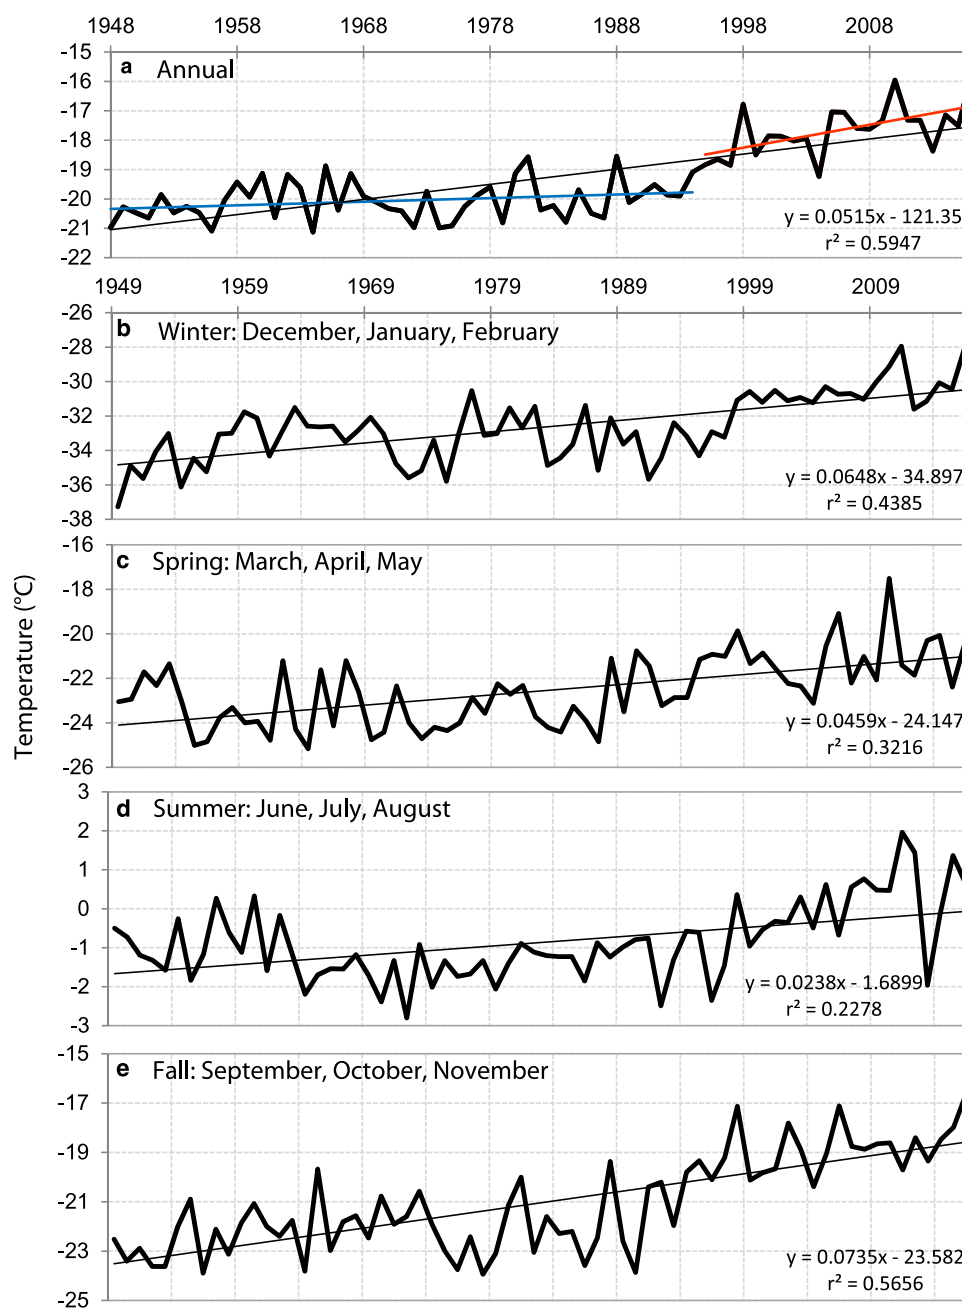 1948 1958 1968 1978 1988 1998 2008
-15
a Annual
-16
-17
-18
-19
-20
y = 0.0515x - 121.35
-21
r² = 0.5947
-22
1949 1959 1969 1979 1989 1999 2009
-26
b Winter: December, January, February
-28
-30
-32
-34
y = 0.0648x - 34.897
-36
r² = 0.4385
-38
-16
c Spring: March, April, May
-18
-20
-22
-24
y = 0.0459x - 24.147
r² = 0.3216
-26
Temperature (°C)
3
d Summer: June, July, August
2
1
0
-1
-2
y = 0.0238x - 1.6899
r² = 0.2278
-3
-15
e Fall: September, October, November
-17
-19
-21
-23
y = 0.0735x - 23.582
r² = 0.5656
-25